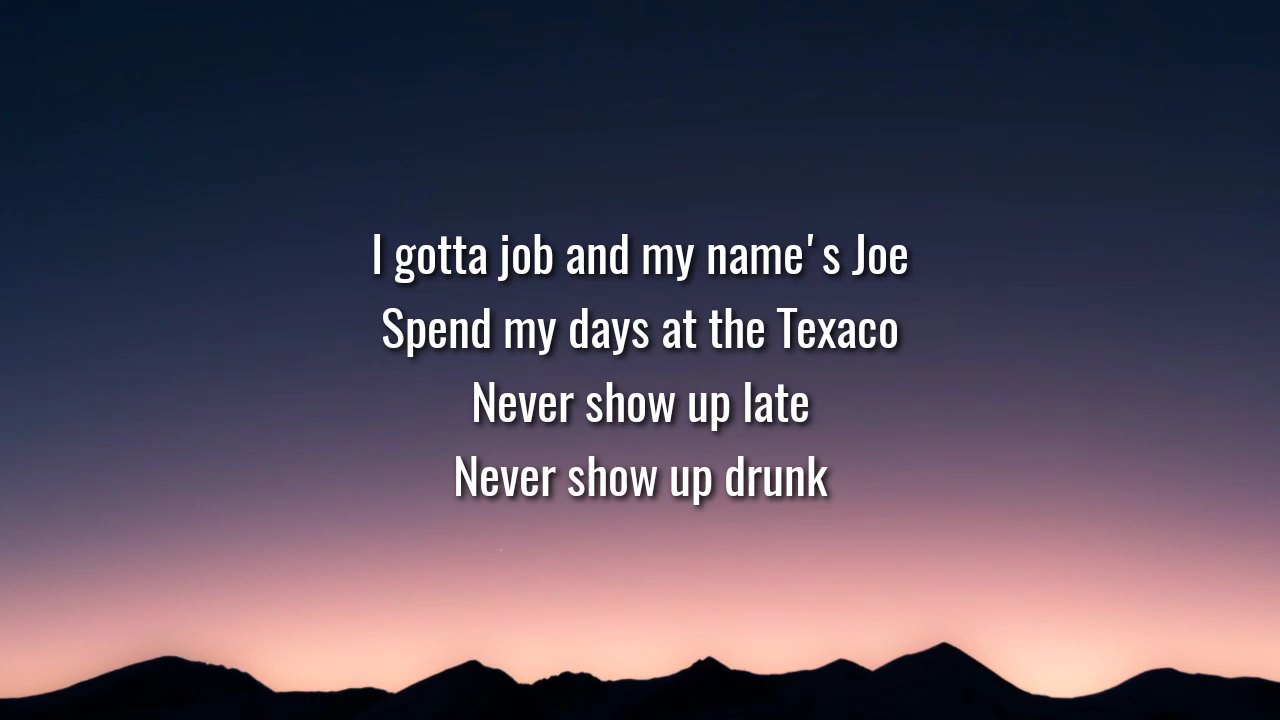 I gotta job and my name's Joe
Spend my days at the Texaco
Never show up late
Never show up drunk